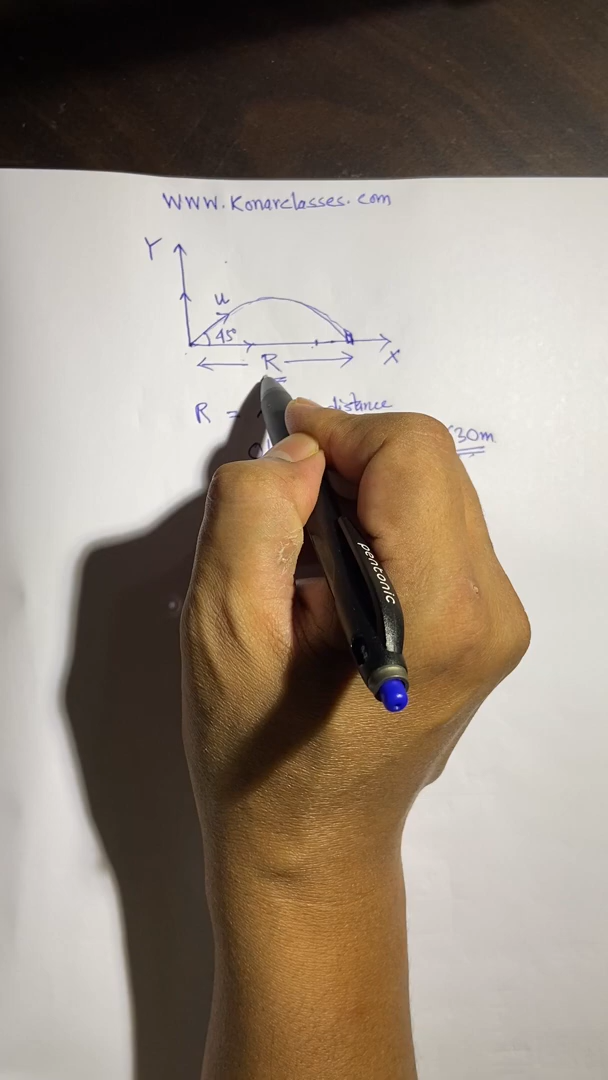 WWW.Konarclasses.com
Y
u
45°
R
X
R = distance
30m
pentonic